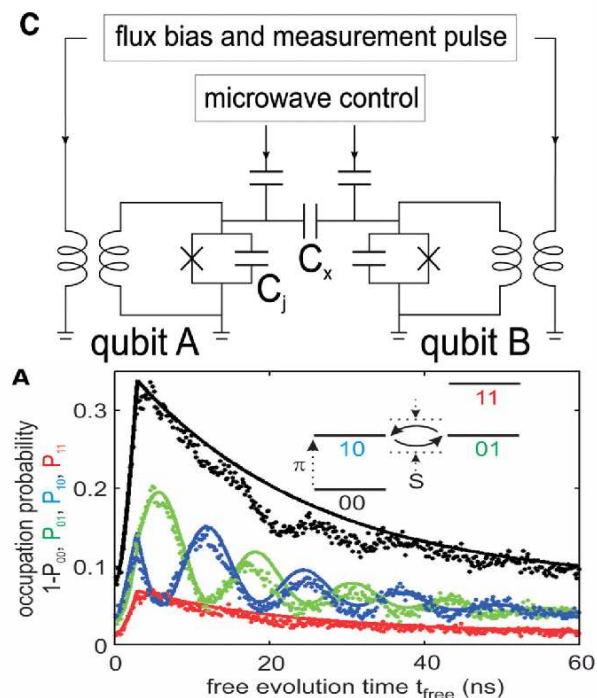 C
flux bias and measurement pulse
microwave control
C_x
C_j
qubit A
qubit B
A
occupation probability
1-P_00, P_01, P_10, P_11
0.3
0.2
0.1
0
11
10
01
π
00
S
0
20
40
60
free evolution time t_free (ns)